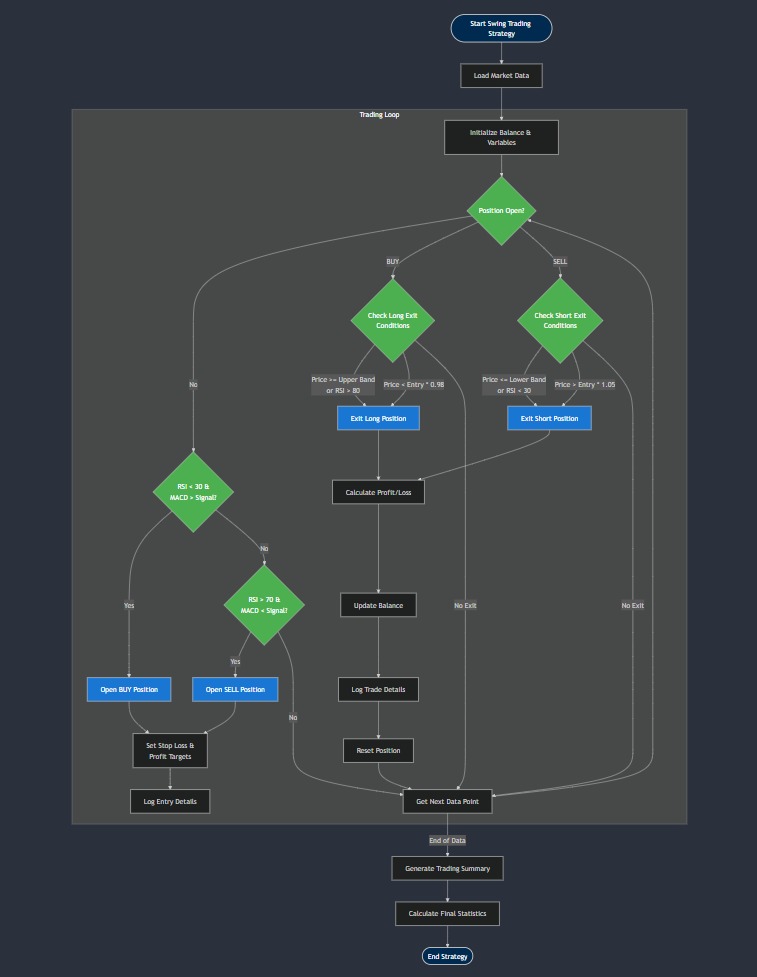 Start Swing Trading
Strategy
Load Market Data
Trading Loop
Initialize Balance &
Variables
Position Open?
BUY
SELL
Check Long Exit
Conditions
Check Short Exit
Conditions
No
Price >= Upper Band
or RSI > 80
Price < Entry * 0.98
Price <= Lower Band
or RSI < 30
Price > Entry * 1.05
Exit Long Position
Exit Short Position
RSI < 30 &
MACD > Signal?
Calculate Profit/Loss
No
RSI > 70 &
MACD < Signal?
Yes
Update Balance
No Exit
No Exit
Yes
Open BUY Position
Open SELL Position
Log Trade Details
No
Set Stop Loss &
Profit Targets
Reset Position
Log Entry Details
Get Next Data Point
End of Data
Generate Trading Summary
Calculate Final Statistics
End Strategy